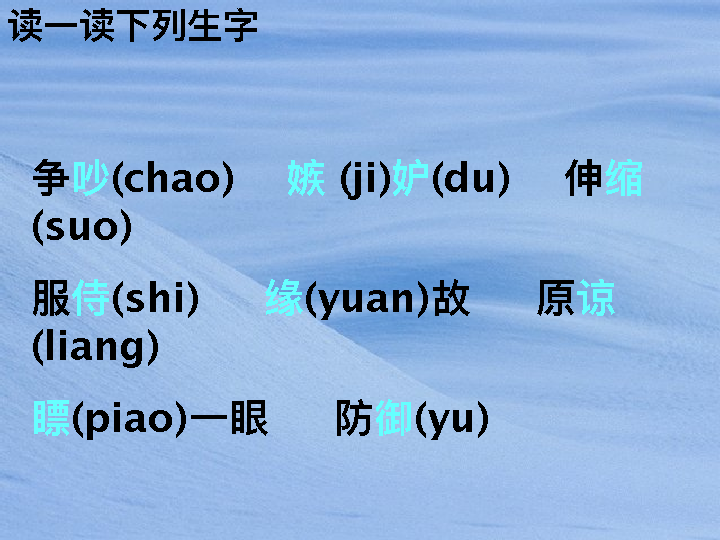 读一读下列生字
争吵(chao) 嫉 (ji)妒(du) 伸缩
(suo)
服侍(shi) 缘(yuan)故 原谅
(liang)
瞟(piao)一眼 防御(yu)